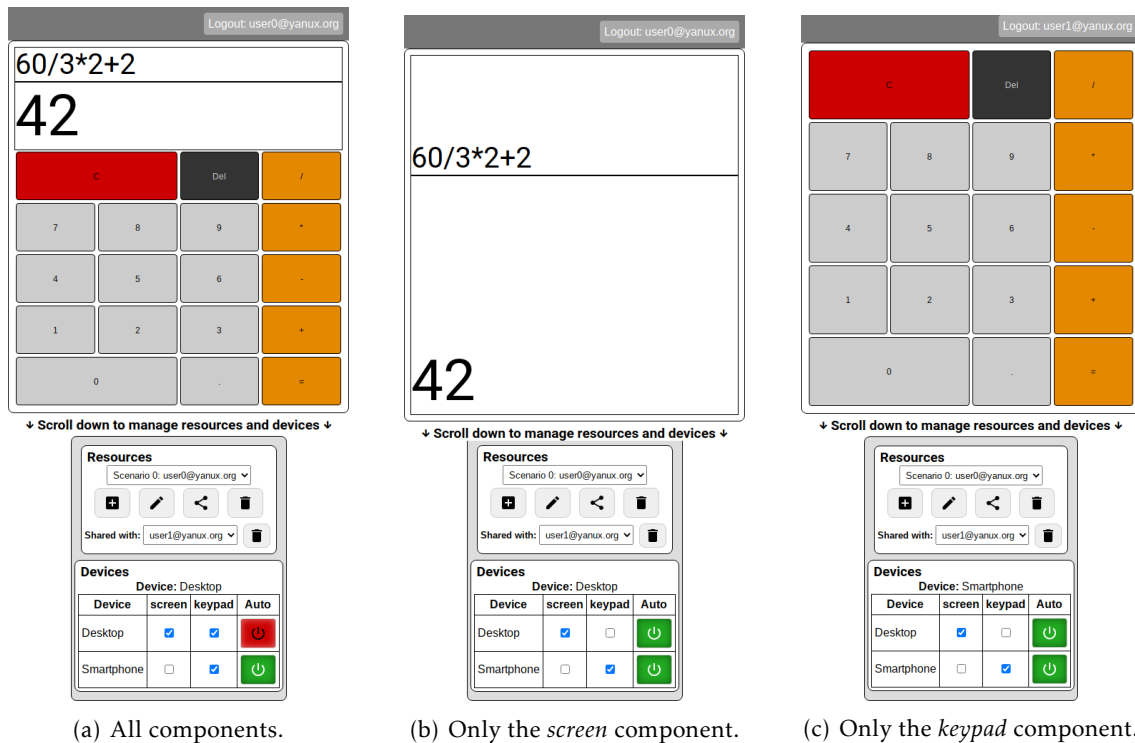 Logout: user0@yanux.org
60/3*2+2
42
C Del /
7 8 9 *
4 5 6 -
1 2 3 +
0 . =
↓ Scroll down to manage resources and devices ↓
Resources
Scenario 0: user0@yanux.org
Shared with: user1@yanux.org
Devices
Device: Desktop
Device screen keypad Auto
Desktop
Smartphone
(a) All components.
Logout: user0@yanux.org
60/3*2+2
42
↓ Scroll down to manage resources and devices ↓
Resources
Scenario 0: user0@yanux.org
Shared with: user1@yanux.org
Devices
Device: Desktop
Device screen keypad Auto
Desktop
Smartphone
(b) Only the screen component.
Logout: user1@yanux.org
C Del /
7 8 9 *
4 5 6 -
1 2 3 +
0 . =
↓ Scroll down to manage resources and devices ↓
Resources
Scenario 0: user0@yanux.org
Shared with: user1@yanux.org
Devices
Device: Smartphone
Device screen keypad Auto
Desktop
Smartphone
(c) Only the keypad component.